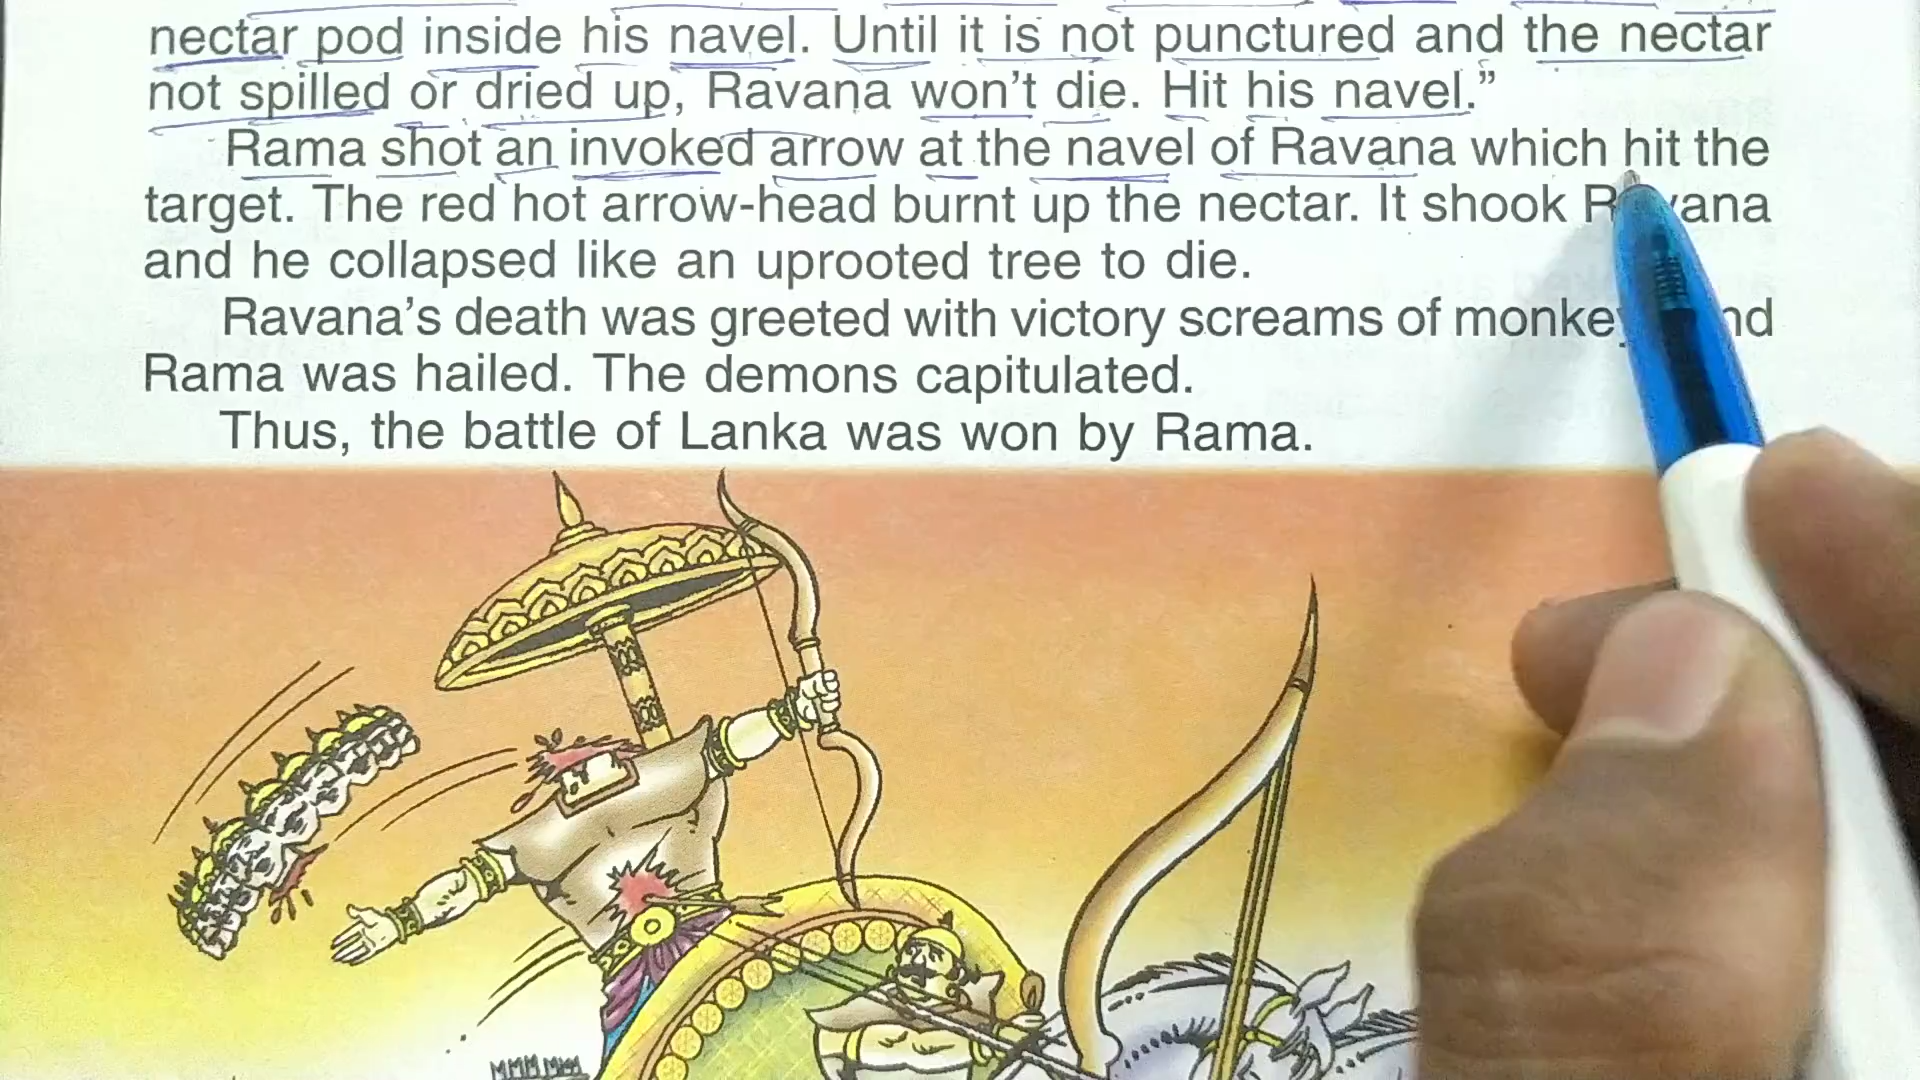 nectar pod inside his navel. Until it is not punctured and the nectar
not spilled or dried up, Ravana won't die. Hit his navel.”
Rama shot an invoked arrow at the navel of Ravana which hit the
target. The red hot arrow-head burnt up the nectar. It shook Ravana
and he collapsed like an uprooted tree to die.
Ravana's death was greeted with victory screams of monkeys and
Rama was hailed. The demons capitulated.
Thus, the battle of Lanka was won by Rama.